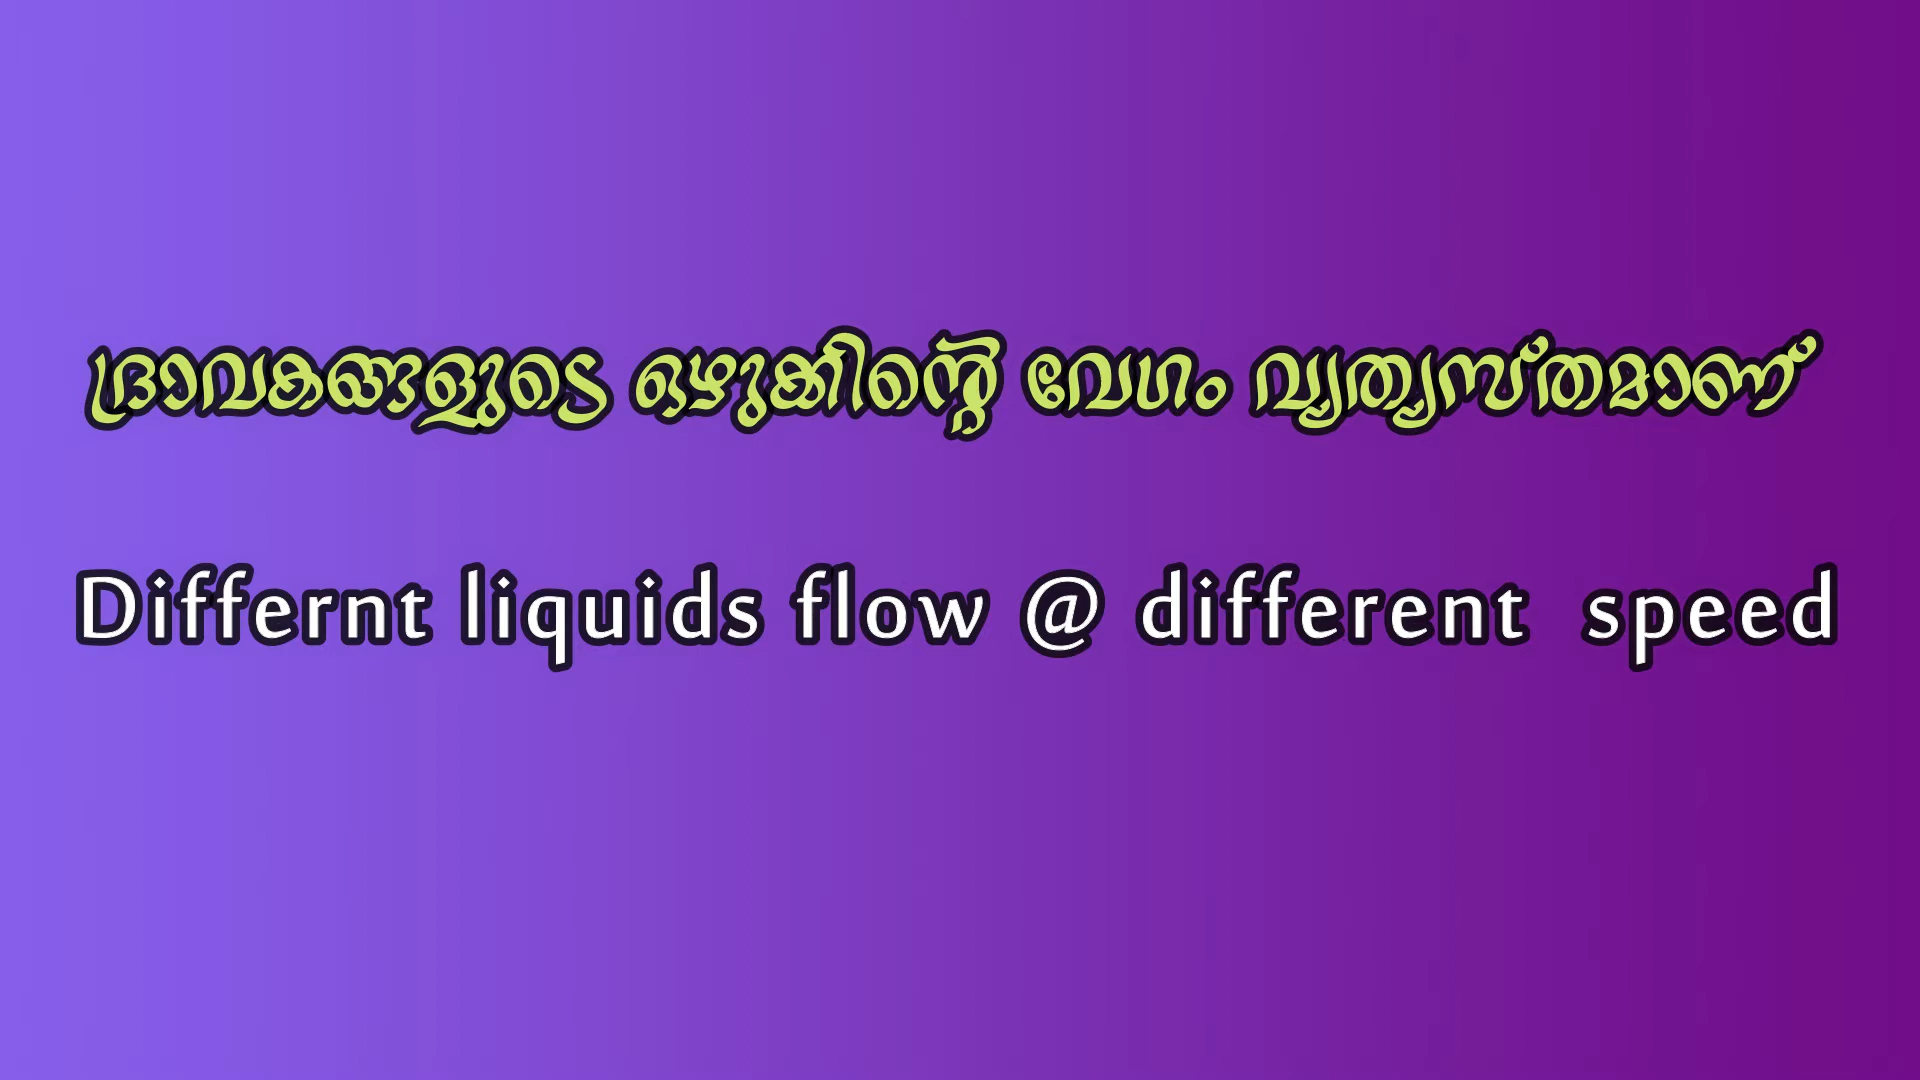 ദ്രാവകങ്ങളുടെ ഒഴുക്കിന്റെ വേഗം വ്യത്യസ്തമാണ്
Differnt liquids flow @ different  speed